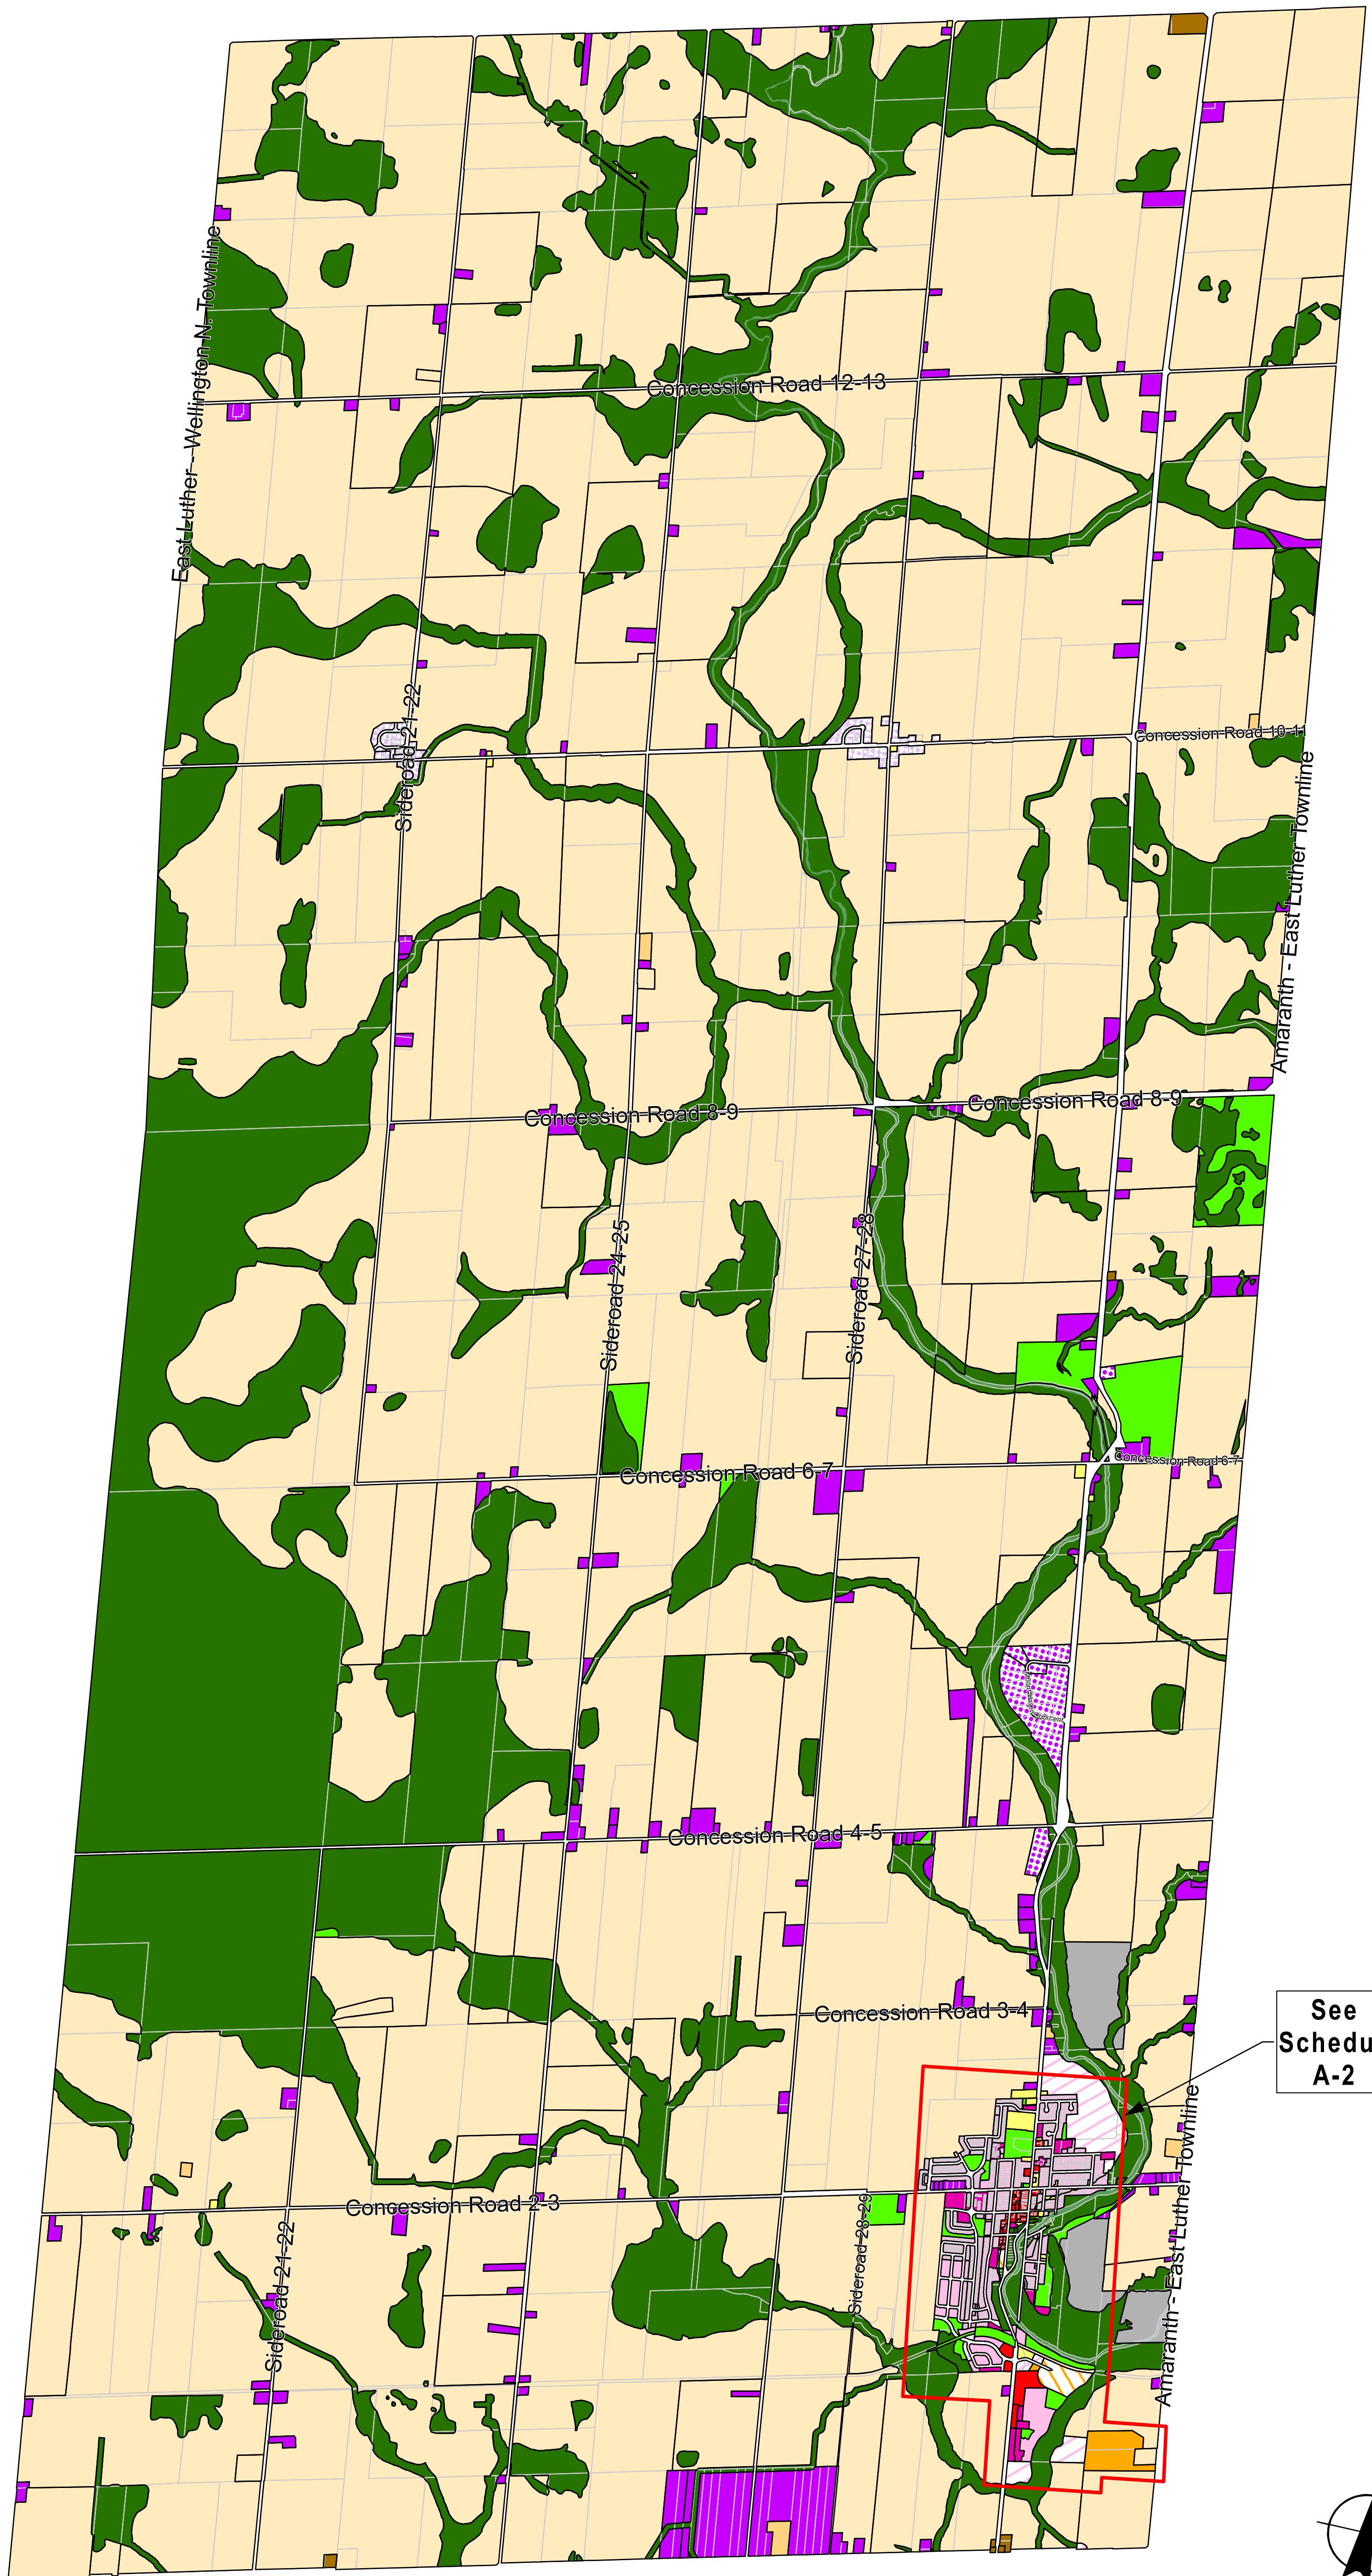 East Luther - Wellington N. Townline
Concession Road 12-13
Sideroad 21-22
Concession Road 10-11
Amaranth - East Luther Townline
Concession Road 8-9
Concession Road 8-9
Sideroad 24-25
Sideroad 27-28
Concession Road 6-7
Concession Road 6-7
Crescent
Concession Road 4-5
Concession Road 3-4
See
Schedu
A-2
Concession Road 2-3
Sideroad 28-29
Sideroad 21-22
Amaranth - East Luther Townline